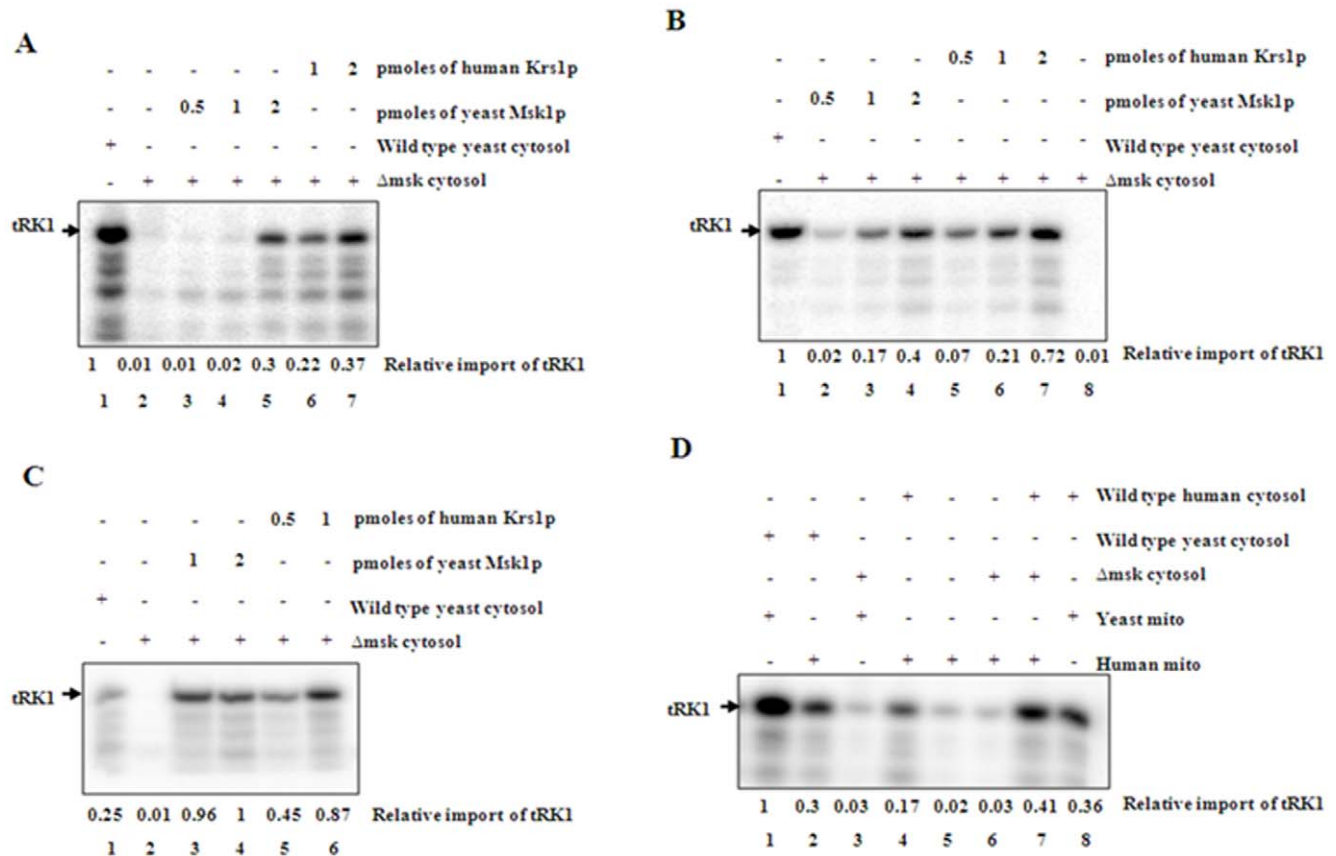 A
- - - - - 1 2 pmoles of human Krs1p
- - 0.5 1 2 - - pmoles of yeast Msk1p
+ - - - - - - Wild type yeast cytosol
- + + + + + + Δmsk cytosol
tRK1
1 0.01 0.01 0.02 0.3 0.22 0.37 Relative import of tRK1
1 2 3 4 5 6 7
B
- - - - 0.5 1 2 - pmoles of human Krs1p
- 0.5 1 2 - - - - pmoles of yeast Msk1p
+ - - - - - - - Wild type yeast cytosol
- + + + + + + + Δmsk cytosol
tRK1
1 0.02 0.17 0.4 0.07 0.21 0.72 0.01 Relative import of tRK1
1 2 3 4 5 6 7 8
C
- - - - 0.5 1 pmoles of human Krs1p
- - 1 2 - - pmoles of yeast Msk1p
+ - - - - - Wild type yeast cytosol
- + + + + + Δmsk cytosol
tRK1
0.25 0.01 0.96 1 0.45 0.87 Relative import of tRK1
1 2 3 4 5 6
D
- - - + - - + + Wild type human cytosol
+ + - - - - - - Wild type yeast cytosol
- - + - - + + - Δmsk cytosol
+ - + - - - - + Yeast mito
- + - + + + + - Human mito
tRK1
1 0.3 0.03 0.17 0.02 0.03 0.41 0.36 Relative import of tRK1
1 2 3 4 5 6 7 8